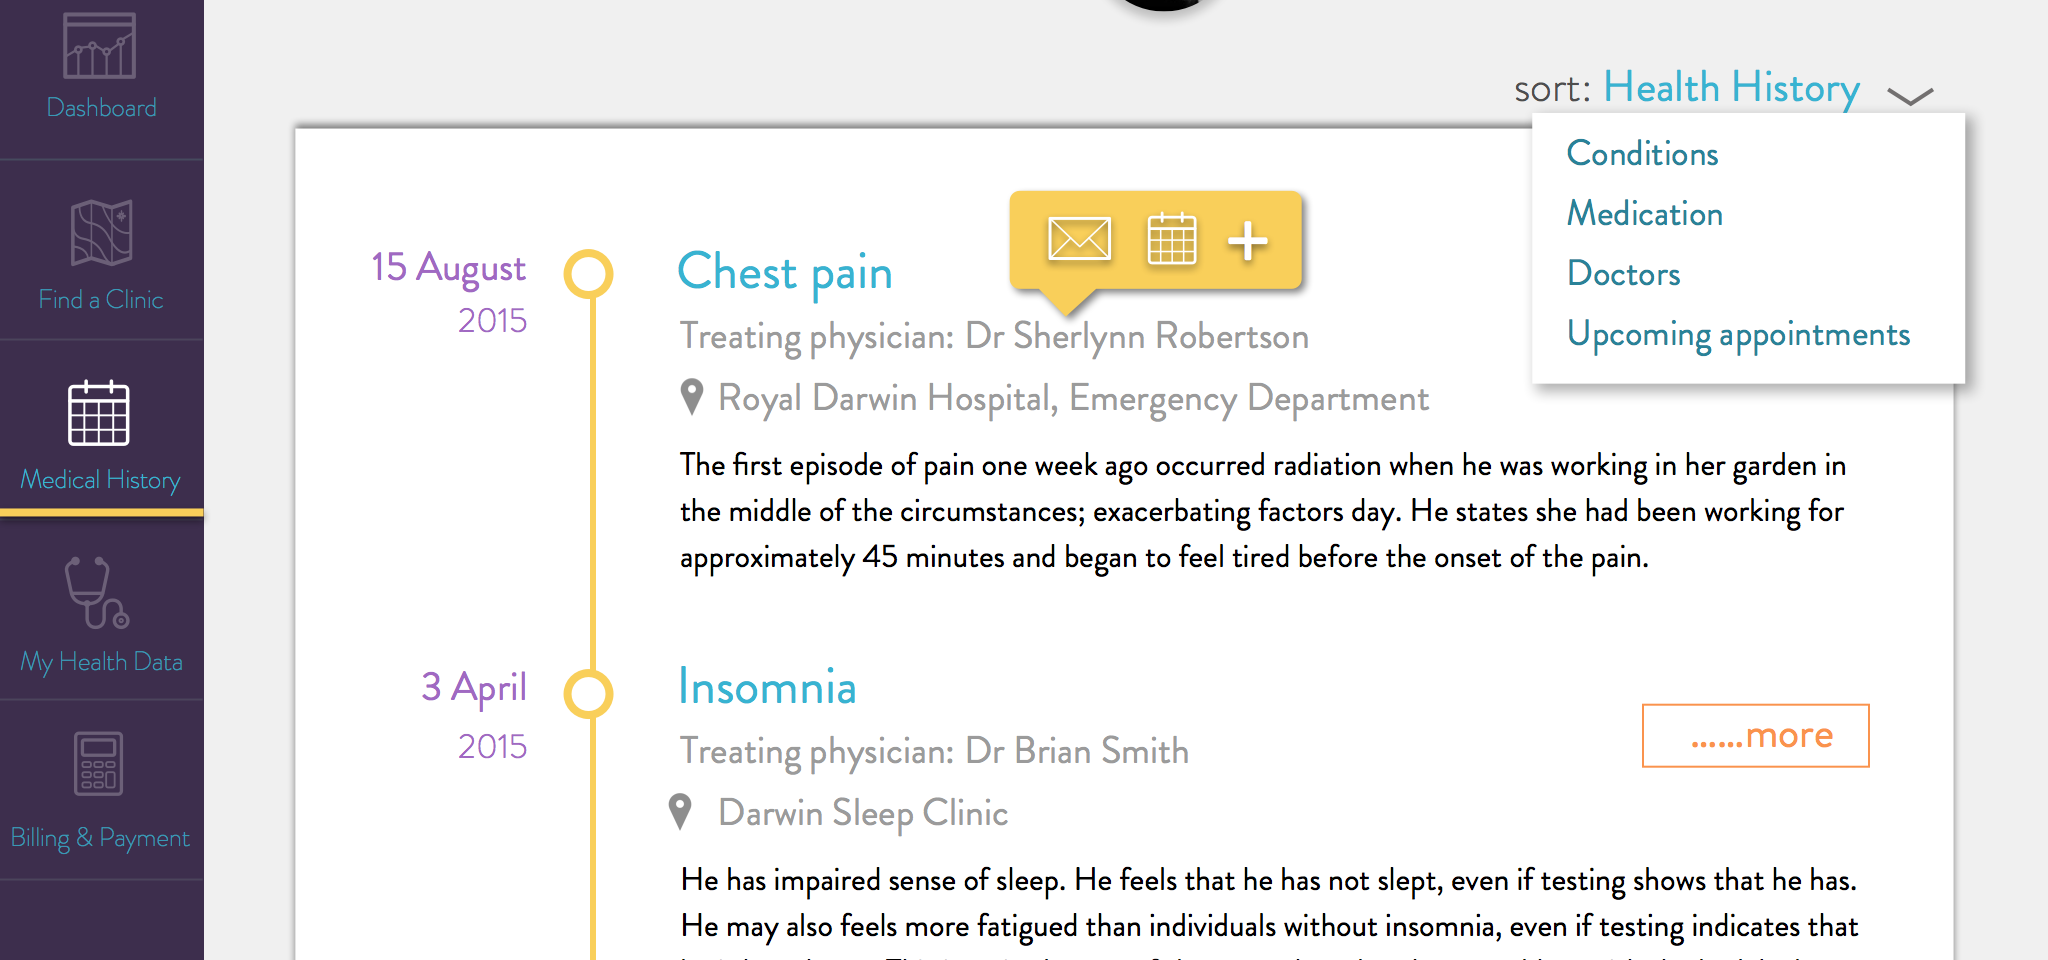 Dashboard
Find a Clinic
Medical History
My Health Data
Billing & Payment
sort: Health History
Conditions
Medication
Doctors
Upcoming appointments
15 August
2015
Chest pain
Treating physician: Dr Sherlynn Robertson
Royal Darwin Hospital, Emergency Department
The first episode of pain one week ago occurred radiation when he was working in her garden in
the middle of the circumstances; exacerbating factors day. He states she had been working for
approximately 45 minutes and began to feel tired before the onset of the pain.
3 April
2015
Insomnia
Treating physician: Dr Brian Smith
......more
Darwin Sleep Clinic
He has impaired sense of sleep. He feels that he has not slept, even if testing shows that he has.
He may also feels more fatigued than individuals without insomnia, even if testing indicates that